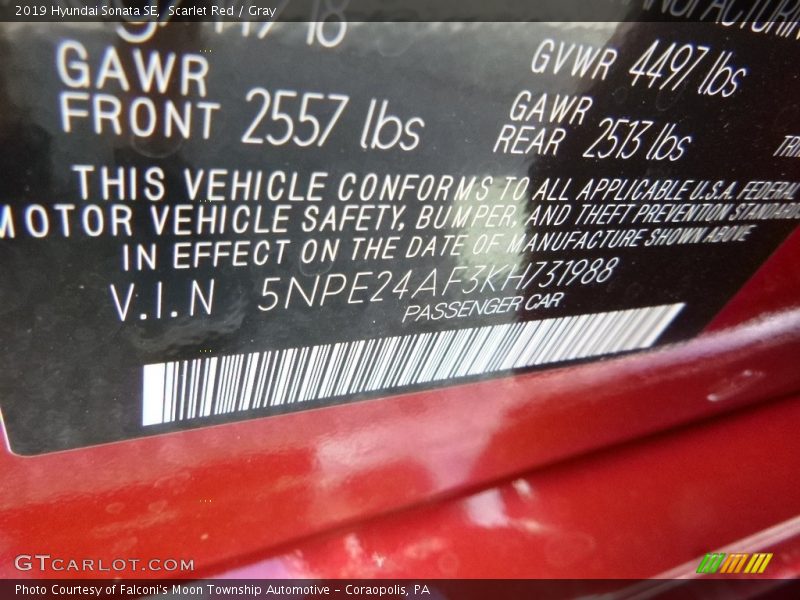 2019 Hyundai Sonata SE, Scarlet Red / Gray
GAWR FRONT 2557 lbs
GVWR 4497 lbs
GAWR REAR 2513 lbs
THIS VEHICLE CONFORMS TO ALL APPLICABLE U.S.A. FEDERAL
MOTOR VEHICLE SAFETY, BUMPER, AND THEFT PREVENTION
IN EFFECT ON THE DATE OF MANUFACTURE SHOWN ABOVE
V.I.N 5NPE24AF3KH731988
PASSENGER CAR
GTCARLOT.COM
Photo Courtesy of Falconi's Moon Township Automotive - Coraopolis, PA